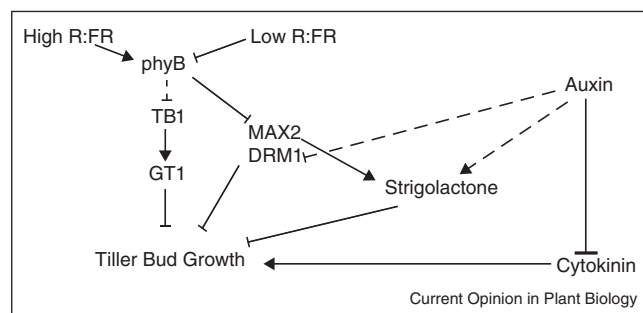 High R:FR
Low R:FR
phyB
Auxin
TB1
MAX2
DRM1
GT1
Strigolactone
Tiller Bud Growth
Cytokinin
Current Opinion in Plant Biology